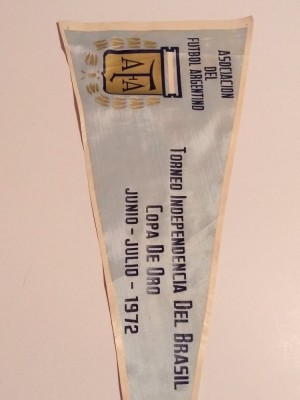 ASOCIACION
DEL
FUTBOL ARGENTINO
AFA
TORNEO INDEPENDENCIA DEL BRASIL
COPA DE ORO
JUNIO - JULIO - 1972